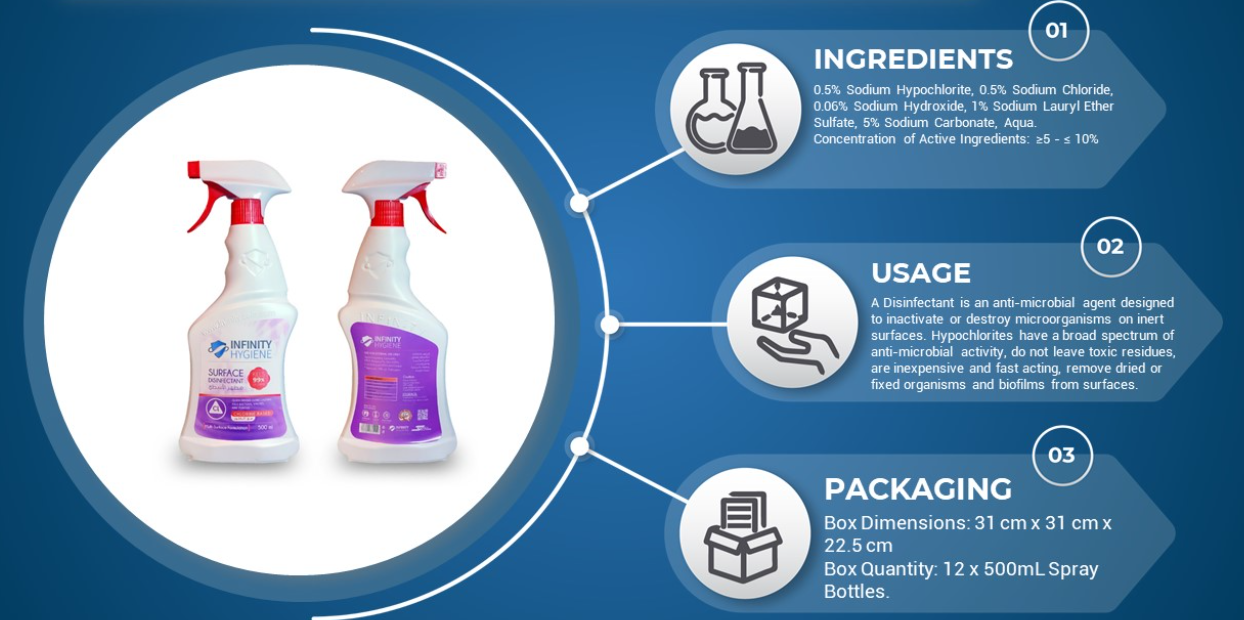 INFINITY
HYGIENE
SURFACE
DISINFECTANT
99%
500 ml
INFINITY
HYGIENE
01
INGREDIENTS
0.5% Sodium Hypochlorite, 0.5% Sodium Chloride,
0.06% Sodium Hydroxide, 1% Sodium Lauryl Ether
Sulfate, 5% Sodium Carbonate, Aqua.
Concentration of Active Ingredients: ≥5 - ≤ 10%
02
USAGE
A Disinfectant is an anti-microbial agent designed
to inactivate or destroy microorganisms on inert
surfaces. Hypochlorites have a broad spectrum of
anti-microbial activity, do not leave toxic residues,
are inexpensive and fast acting, remove dried or
fixed organisms and biofilms from surfaces.
03
PACKAGING
Box Dimensions: 31 cm x 31 cm x
22.5 cm
Box Quantity: 12 x 500mL Spray
Bottles.